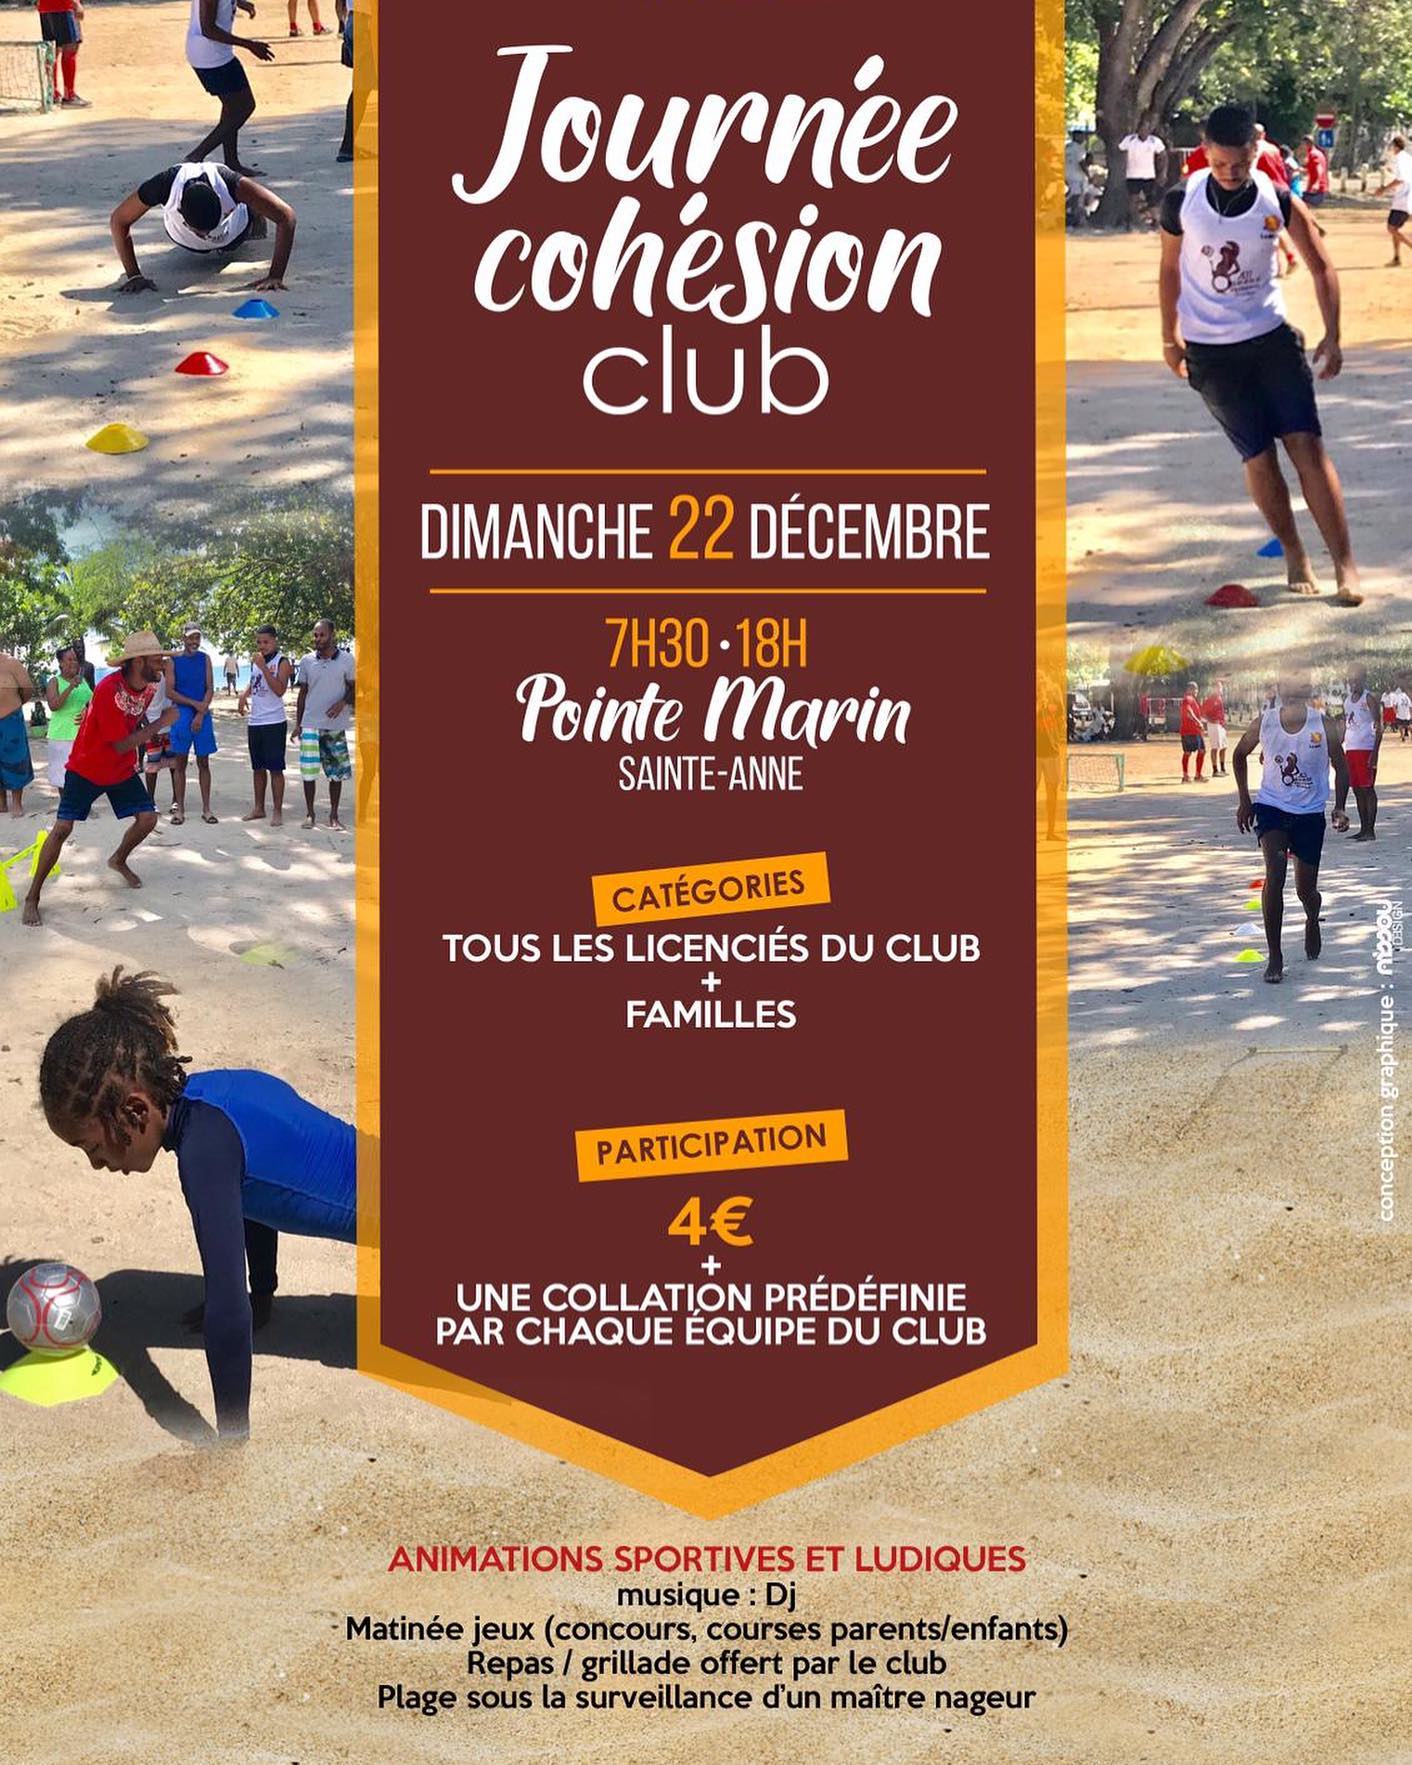 Journée
cohésion
club
DIMANCHE 22 DÉCEMBRE
7H30 • 18H
Pointe Marin
SAINTE-ANNE
CATÉGORIES
TOUS LES LICENCIÉS DU CLUB
+
FAMILLES
PARTICIPATION
4€
+
UNE COLLATION PRÉDÉFINIE
PAR CHAQUE ÉQUIPE DU CLUB
ANIMATIONS SPORTIVES ET LUDIQUES
musique : Dj
Matinée jeux (concours, courses parents/enfants)
Repas / grillade offert par le club
Plage sous la surveillance d'un maître nageur
conception graphique :
DESIGN